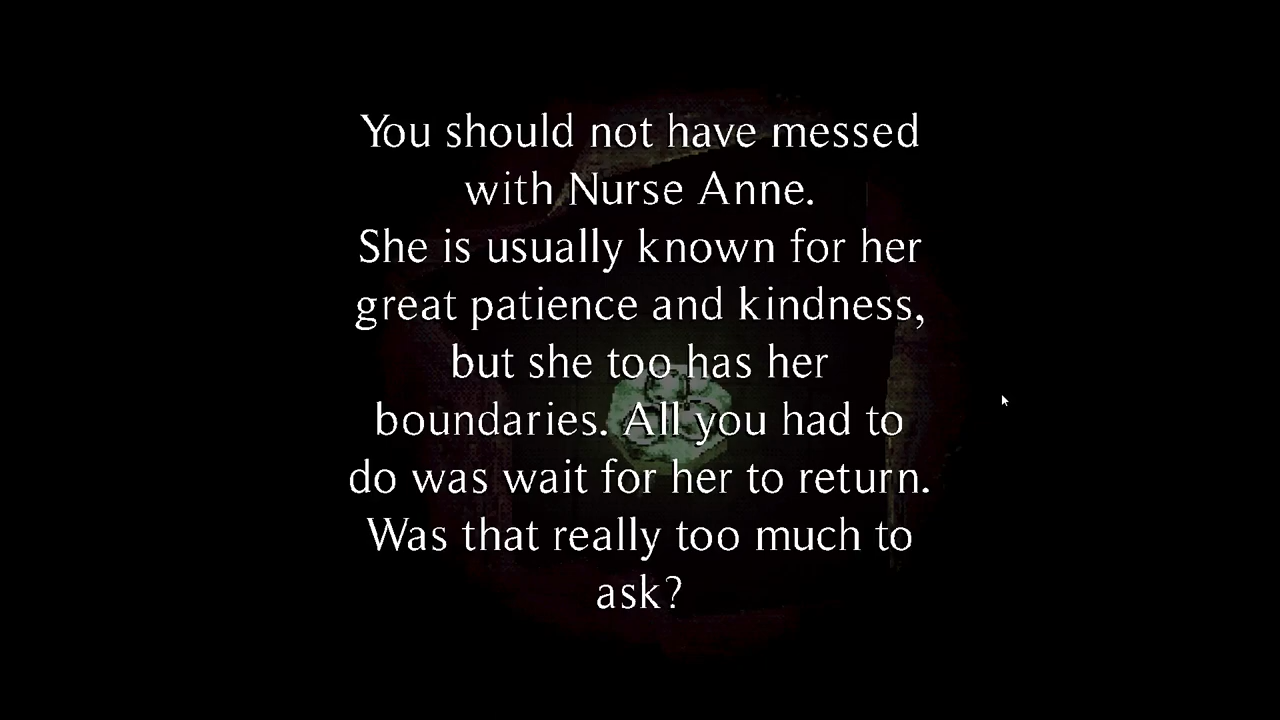 You should not have messed
with Nurse Anne.
She is usually known for her
great patience and kindness,
but she too has her
boundaries. All you had to
do was wait for her to return.
Was that really too much to
ask?